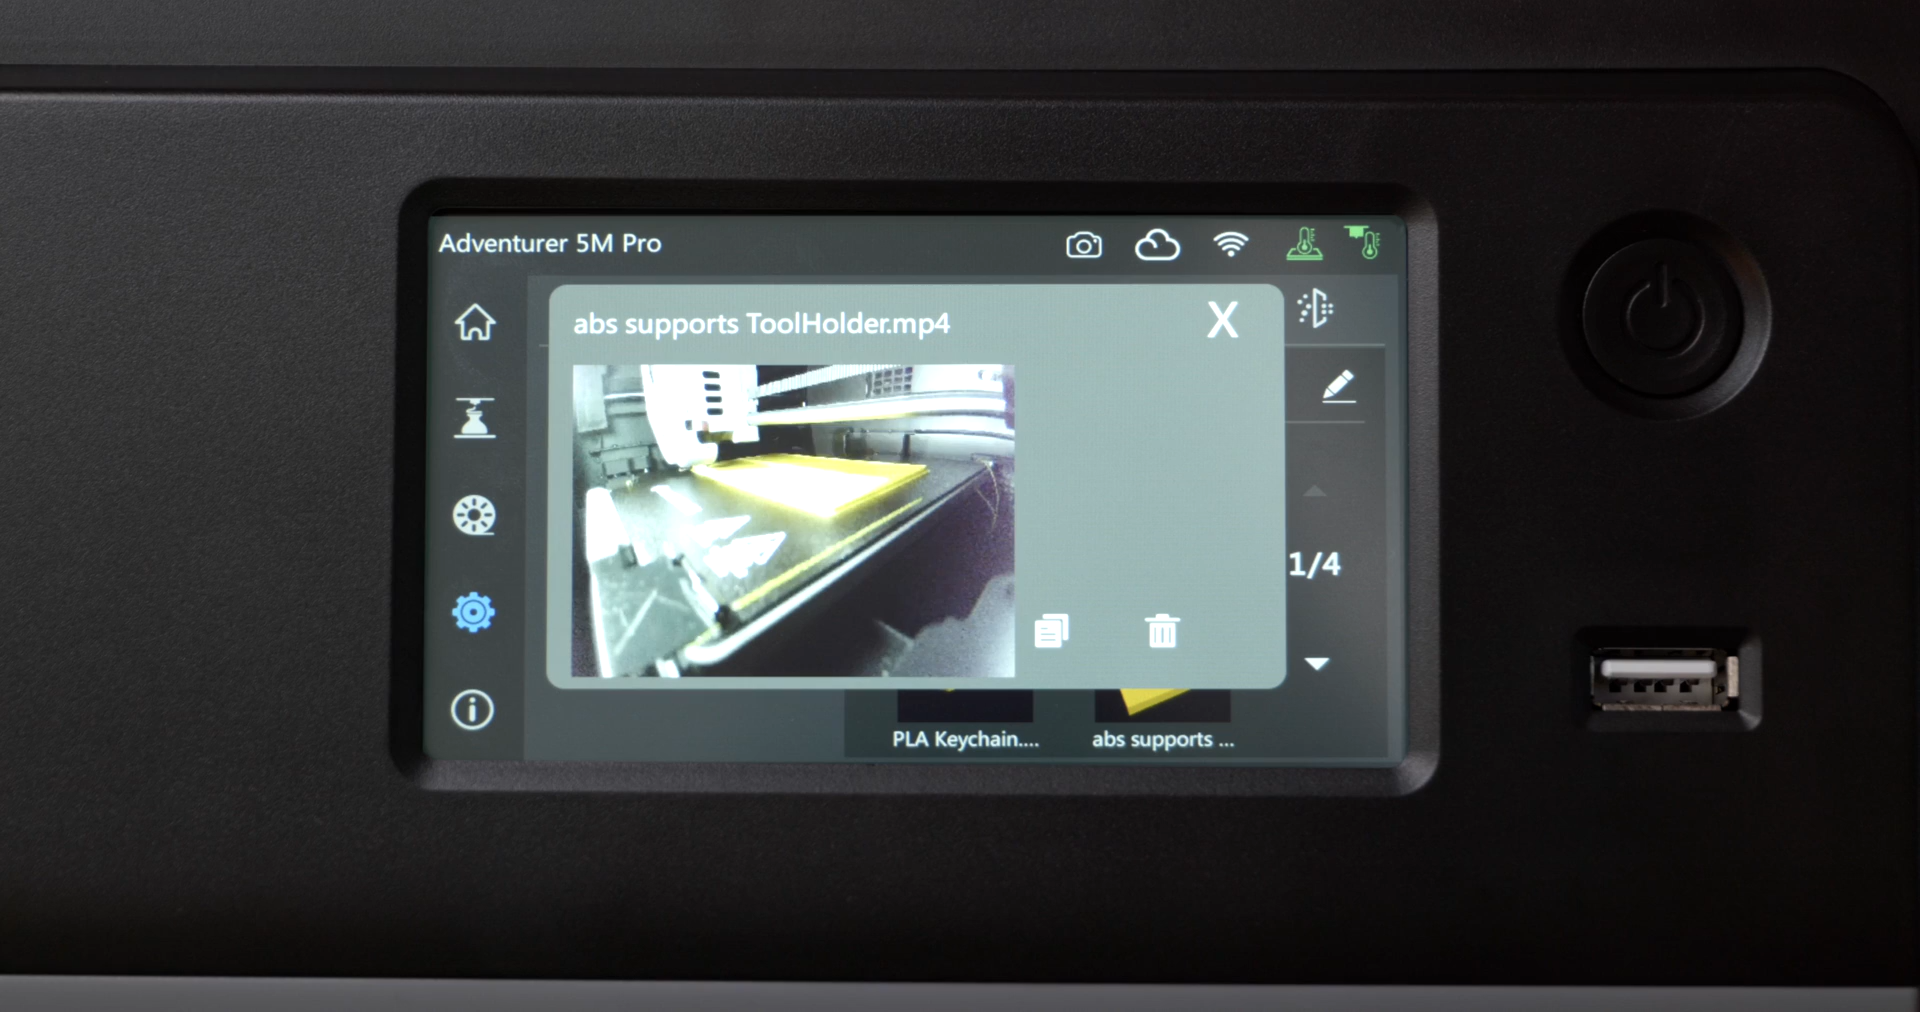 Adventurer 5M Pro
abs supports ToolHolder.mp4
X
1/4
PLA Keychain....
abs supports ...